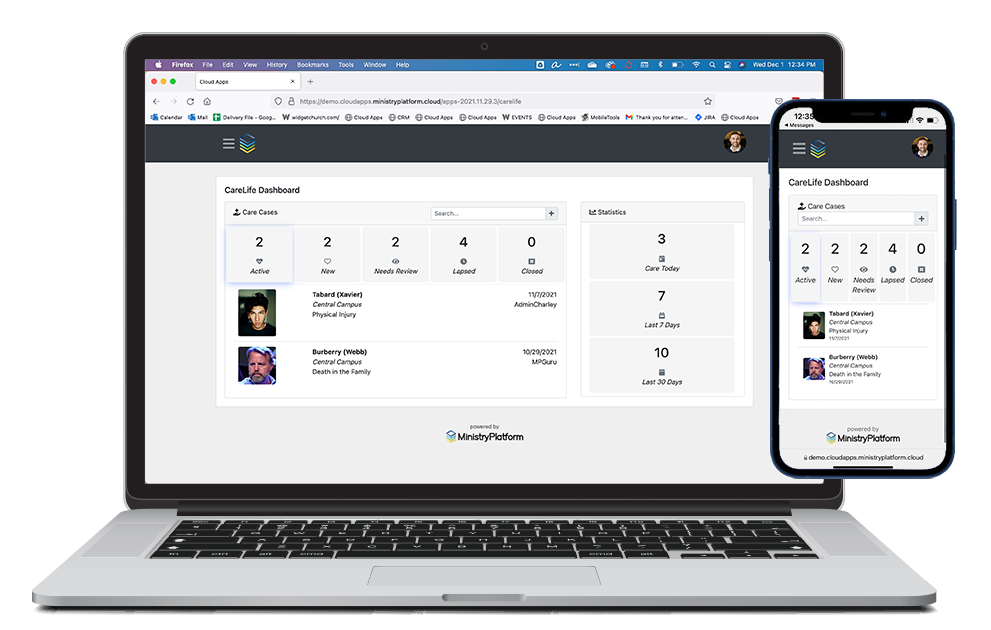 Firefox File Edit View History Bookmarks Tools Window Help Wed Dec 1 12:34 PM
Cloud Apps
https://demo.cloudapps.ministryplatform.cloud/apps-2021.11.29.3/carelife
Calendar Mail Delivery File - Goog... widgetchurch.com/ Cloud Apps CRM Cloud Apps Cloud Apps EVENTS Cloud Apps MobileTools Thank you for atten... JIRA Cloud Apps
CareLife Dashboard
Care Cases
Search...
+
2 2 2 4 0
Active New Needs Review Lapsed Closed
Tabard (Xavier) 11/7/2021
Central Campus AdminCharley
Physical Injury
Burberry (Webb) 10/29/2021
Central Campus MPGuru
Death in the Family
Statistics
3
Care Today
7
Last 7 Days
10
Last 30 Days
powered by
MinistryPlatform
12:35
Messages
CareLife Dashboard
Care Cases
Search...
+
2 2 2 4 0
Active New Needs Lapsed Closed
Review
Tabard (Xavier)
Central Campus
Physical Injury
11/7/2021
Burberry (Webb)
Central Campus
Death in the Family
10/29/2021
powered by
MinistryPlatform
demo.cloudapps.ministryplatform.cloud